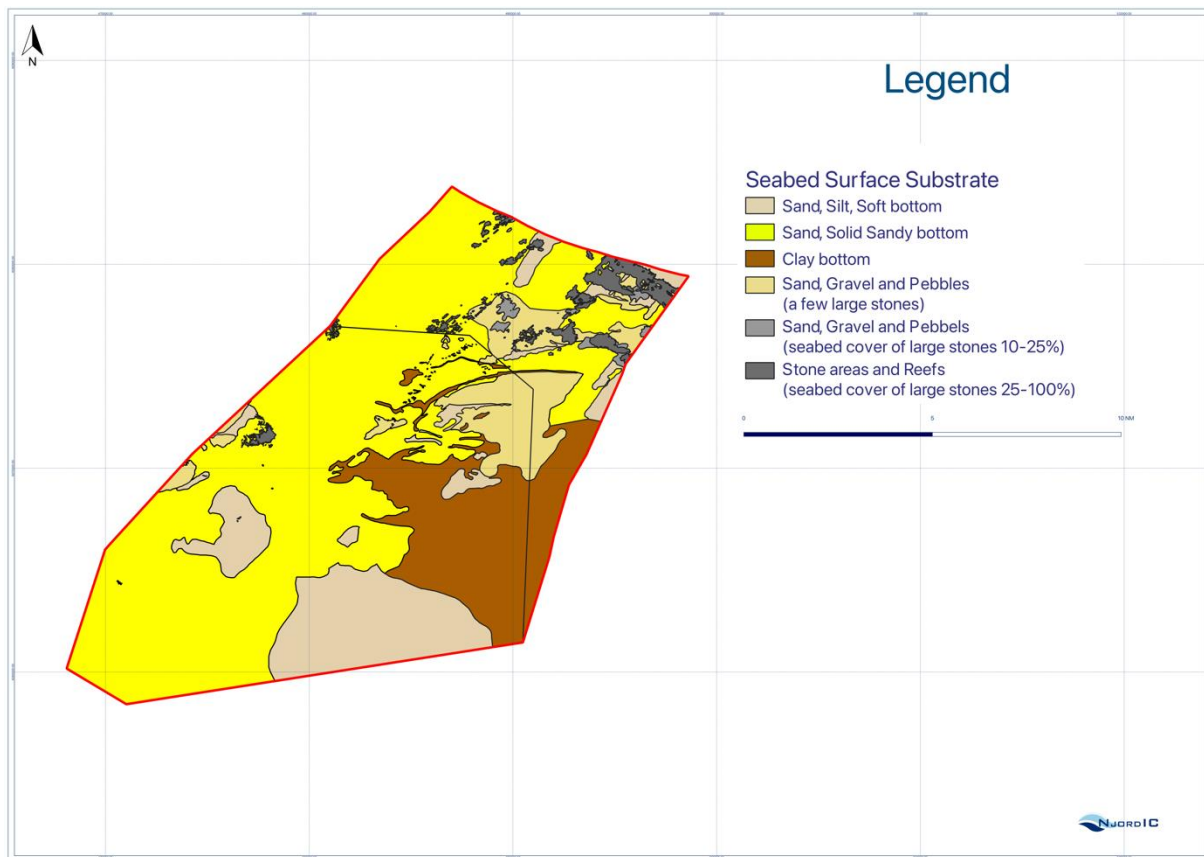 N
Legend
Seabed Surface Substrate
Sand, Silt, Soft bottom
Sand, Solid Sandy bottom
Clay bottom
Sand, Gravel and Pebbles
(a few large stones)
Sand, Gravel and Pebbels
(seabed cover of large stones 10-25%)
Stone areas and Reefs
(seabed cover of large stones 25-100%)
0 5 10 NM
NJORDIC